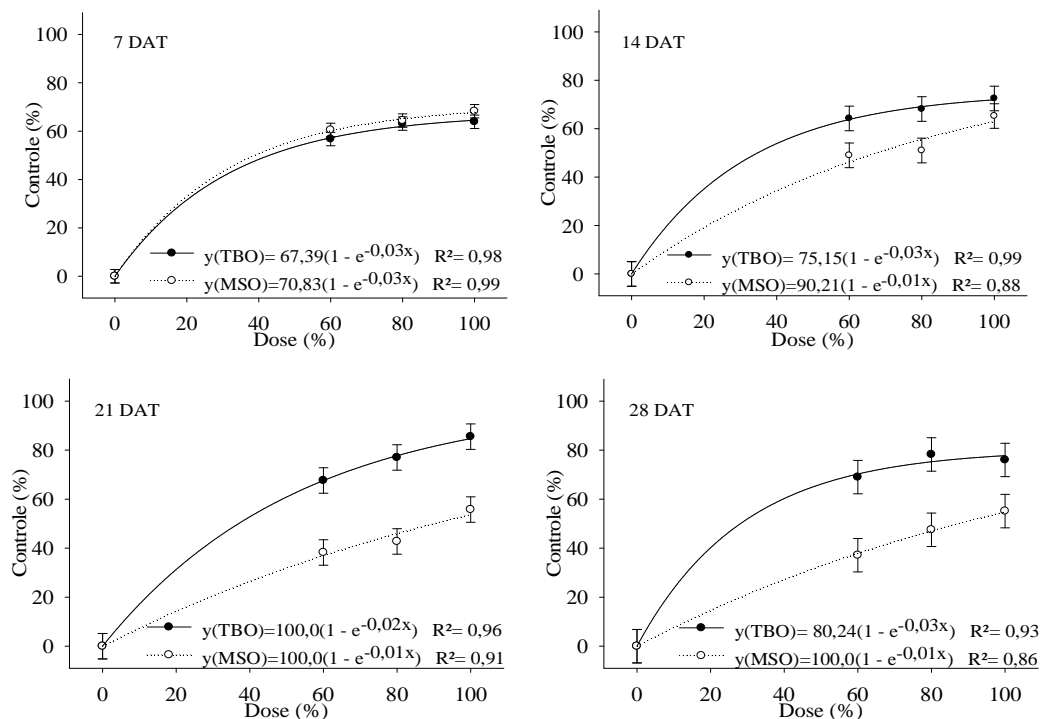 7 DAT
Controle (%)
100
80
60
40
20
0
y(TBO)= 67,39(1 - e-0,03x) R²= 0,98
y(MSO)=70,83(1 - e-0,03x) R²= 0,99
0 20 40 60 80 100
Dose (%)
14 DAT
Controle (%)
100
80
60
40
20
0
y(TBO)= 75,15(1 - e-0,03x) R²= 0,99
y(MSO)=90,21(1 - e-0,01x) R²= 0,88
0 20 40 60 80 100
Dose (%)
21 DAT
Controle (%)
100
80
60
40
20
0
y(TBO)=100,0(1 - e-0,02x) R²= 0,96
y(MSO)=100,0(1 - e-0,01x) R²= 0,91
0 20 40 60 80 100
Dose (%)
28 DAT
Controle (%)
100
80
60
40
20
0
y(TBO)= 80,24(1 - e-0,03x) R²= 0,93
y(MSO)=100,0(1 - e-0,01x) R²= 0,86
0 20 40 60 80 100
Dose (%)